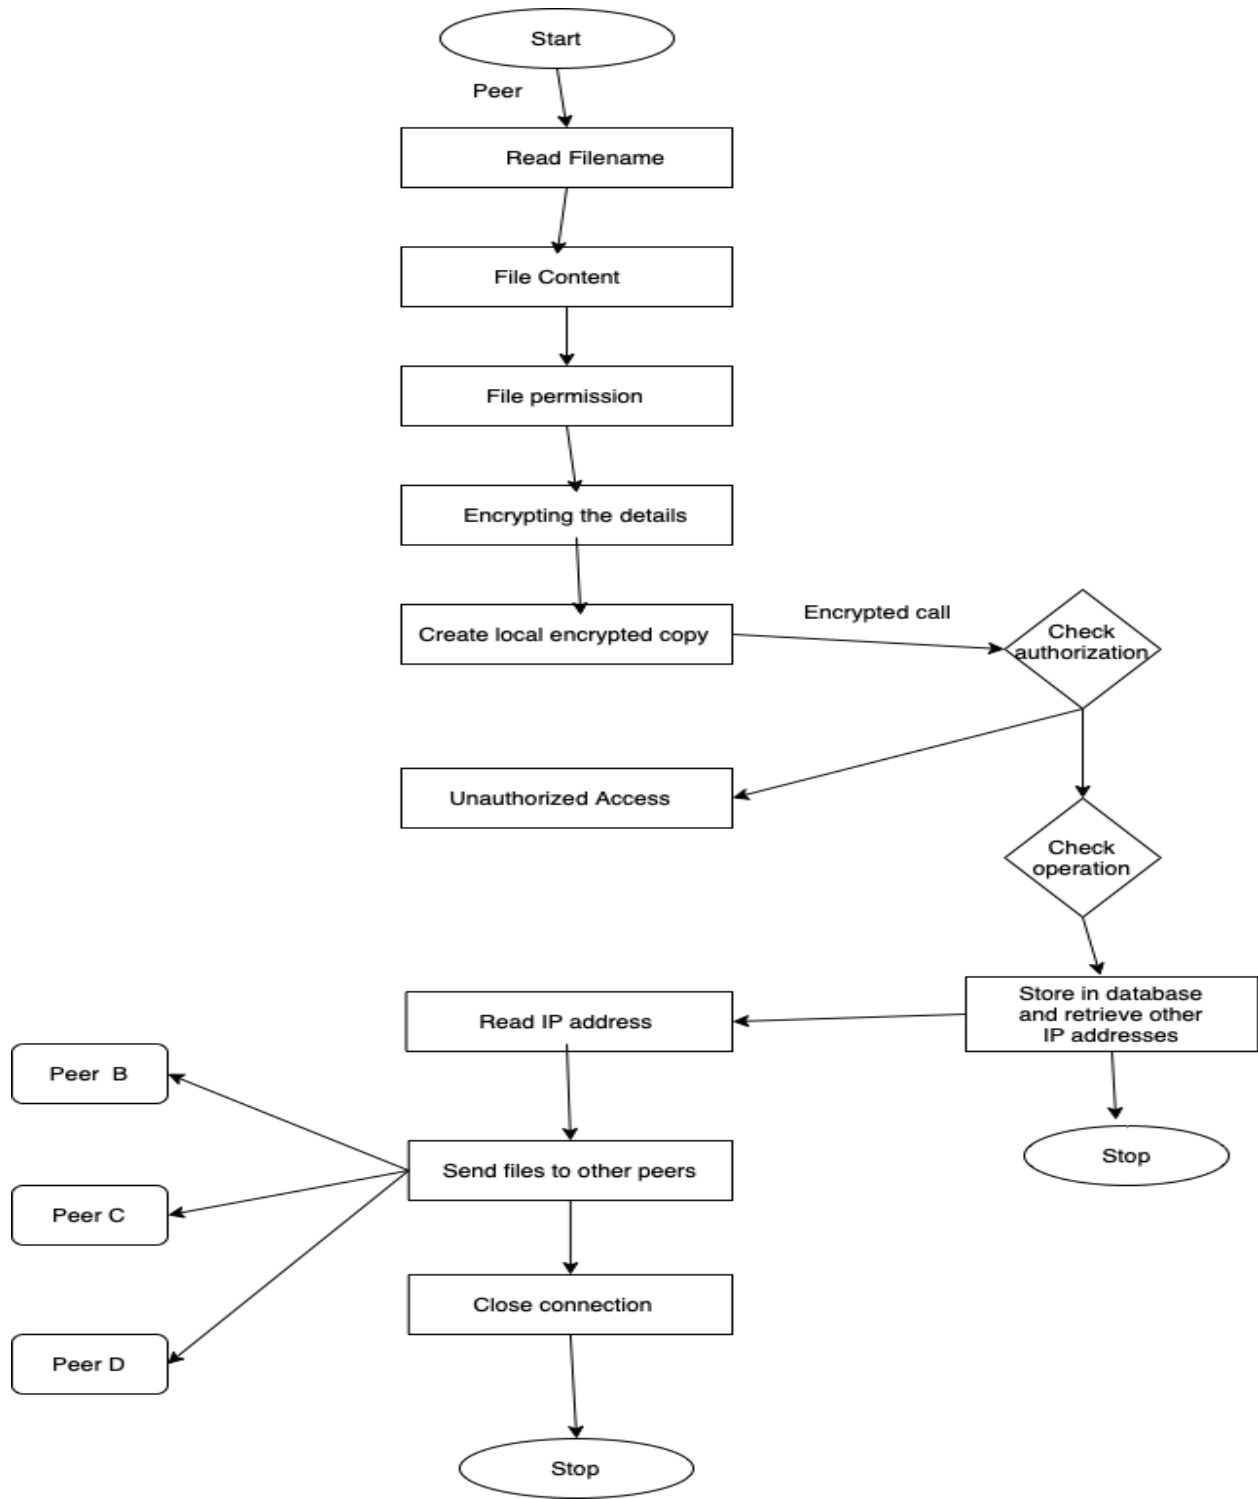 Start
Peer
Read Filename
File Content
File permission
Encrypting the details
Create local encrypted copy
Encrypted call
Check
authorization
Unauthorized Access
Check
operation
Store in database
and retrieve other
IP addresses
Read IP address
Stop
Send files to other peers
Peer B
Peer C
Peer D
Close connection
Stop